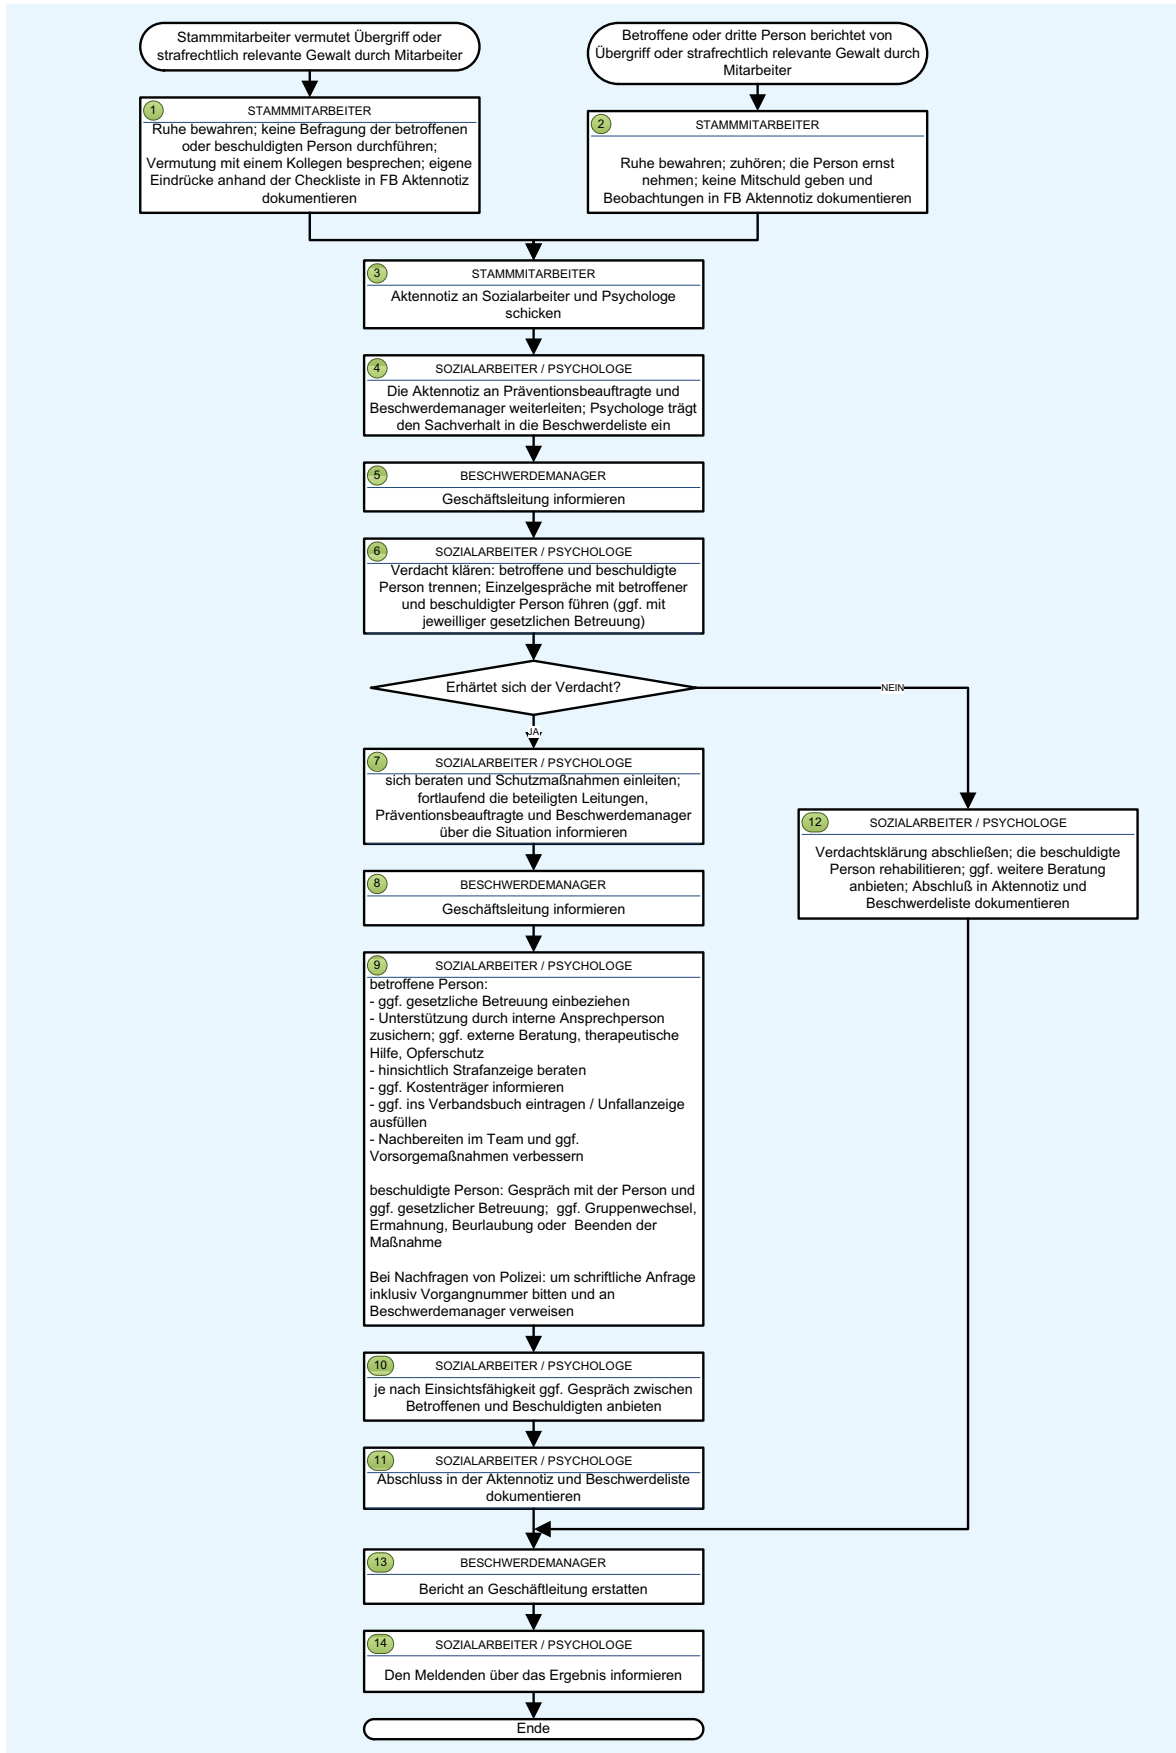 Stammmitarbeiter vermutet Übergriff oder
strafrechtlich relevante Gewalt durch Mitarbeiter
Betroffene oder dritte Person berichtet von
Übergriff oder strafrechtlich relevante Gewalt durch
Mitarbeiter
1 STAMMMITARBEITER
Ruhe bewahren; keine Befragung der betroffenen
oder beschuldigten Person durchführen;
Vermutung mit einem Kollegen besprechen; eigene
Eindrücke anhand der Checkliste in FB Aktennotiz
dokumentieren
2 STAMMMITARBEITER
Ruhe bewahren; zuhören; die Person ernst
nehmen; keine Mitschuld geben und
Beobachtungen in FB Aktennotiz dokumentieren
3 STAMMMITARBEITER
Aktennotiz an Sozialarbeiter und Psychologe
schicken
4 SOZIALARBEITER / PSYCHOLOGE
Die Aktennotiz an Präventionsbeauftragte und
Beschwerdemanager weiterleiten; Psychologe trägt
den Sachverhalt in die Beschwerdeliste ein
5 BESCHWERDEMANAGER
Geschäftsleitung informieren
6 SOZIALARBEITER / PSYCHOLOGE
Verdacht klären: betroffene und beschuldigte
Person trennen; Einzelgespräche mit betroffener
und beschuldigter Person führen (ggf. mit
jeweilliger gesetzlichen Betreuung)
Erhärtet sich der Verdacht?
NEIN
JA
7 SOZIALARBEITER / PSYCHOLOGE
sich beraten und Schutzmaßnahmen einleiten;
fortlaufend die beteiligten Leitungen,
Präventionsbeauftragte und Beschwerdemanager
über die Situation informieren
12 SOZIALARBEITER / PSYCHOLOGE
Verdachtsklärung abschließen; die beschuldigte
Person rehabilitieren; ggf. weitere Beratung
anbieten; Abschluß in Aktennotiz und
Beschwerdeliste dokumentieren
8 BESCHWERDEMANAGER
Geschäftsleitung informieren
9 SOZIALARBEITER / PSYCHOLOGE
betroffene Person:
- ggf. gesetzliche Betreuung einbeziehen
- Unterstützung durch interne Ansprechperson
zusichern; ggf. externe Beratung, therapeutische
Hilfe, Opferschutz
- hinsichtlich Strafanzeige beraten
- ggf. Kostenträger informieren
- ggf. ins Verbandsbuch eintragen / Unfallanzeige
ausfüllen
- Nachbereiten im Team und ggf.
Vorsorgemaßnahmen verbessern
beschuldigte Person: Gespräch mit der Person und
ggf. gesetzlicher Betreuung; ggf. Gruppenwechsel,
Ermahnung, Beurlaubung oder Beenden der
Maßnahme
Bei Nachfragen von Polizei: um schriftliche Anfrage
inklusiv Vorgangnummer bitten und an
Beschwerdemanager verweisen
10 SOZIALARBEITER / PSYCHOLOGE
je nach Einsichtsfähigkeit ggf. Gespräch zwischen
Betroffenen und Beschuldigten anbieten
11 SOZIALARBEITER / PSYCHOLOGE
Abschluss in der Aktennotiz und Beschwerdeliste
dokumentieren
13 BESCHWERDEMANAGER
Bericht an Geschäftleitung erstatten
14 SOZIALARBEITER / PSYCHOLOGE
Den Meldenden über das Ergebnis informieren
Ende